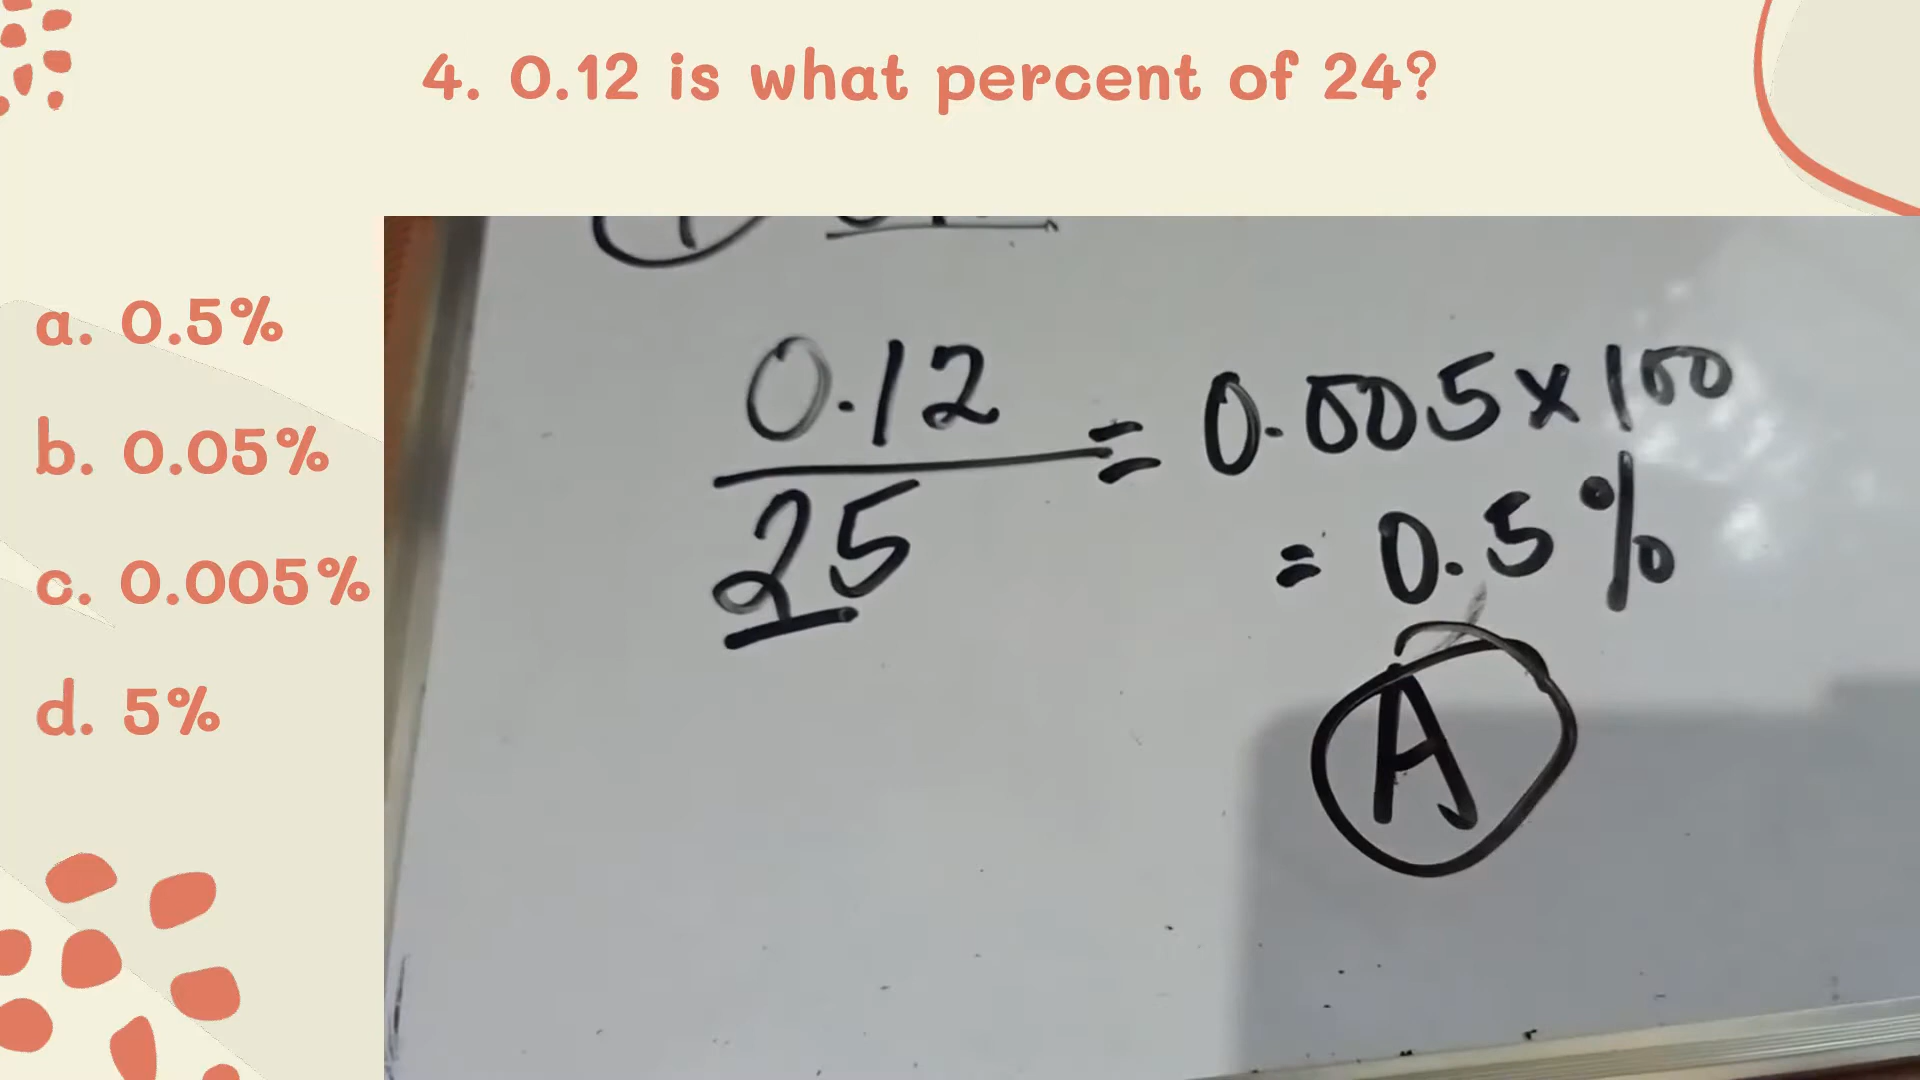 4. 0.12 is what percent of 24?
a. 0.5%
b. 0.05%
c. 0.005%
d. 5%
0.12
25
= 0.005 x 100
= 0.5%
A